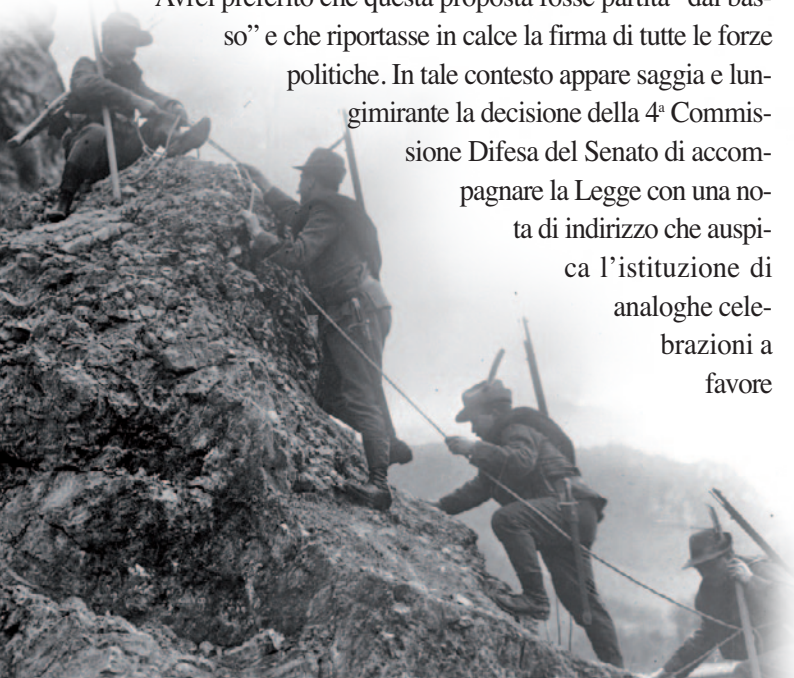 Avrei preferito che questa proposta fosse partita “dal bas-
so” e che riportasse in calce la firma di tutte le forze
politiche. In tale contesto appare saggia e lun-
gimirante la decisione della 4ª Commis-
sione Difesa del Senato di accom-
pagnare la Legge con una no-
ta di indirizzo che auspi-
ca l’istituzione di
analoghe cele-
brazioni a
favore